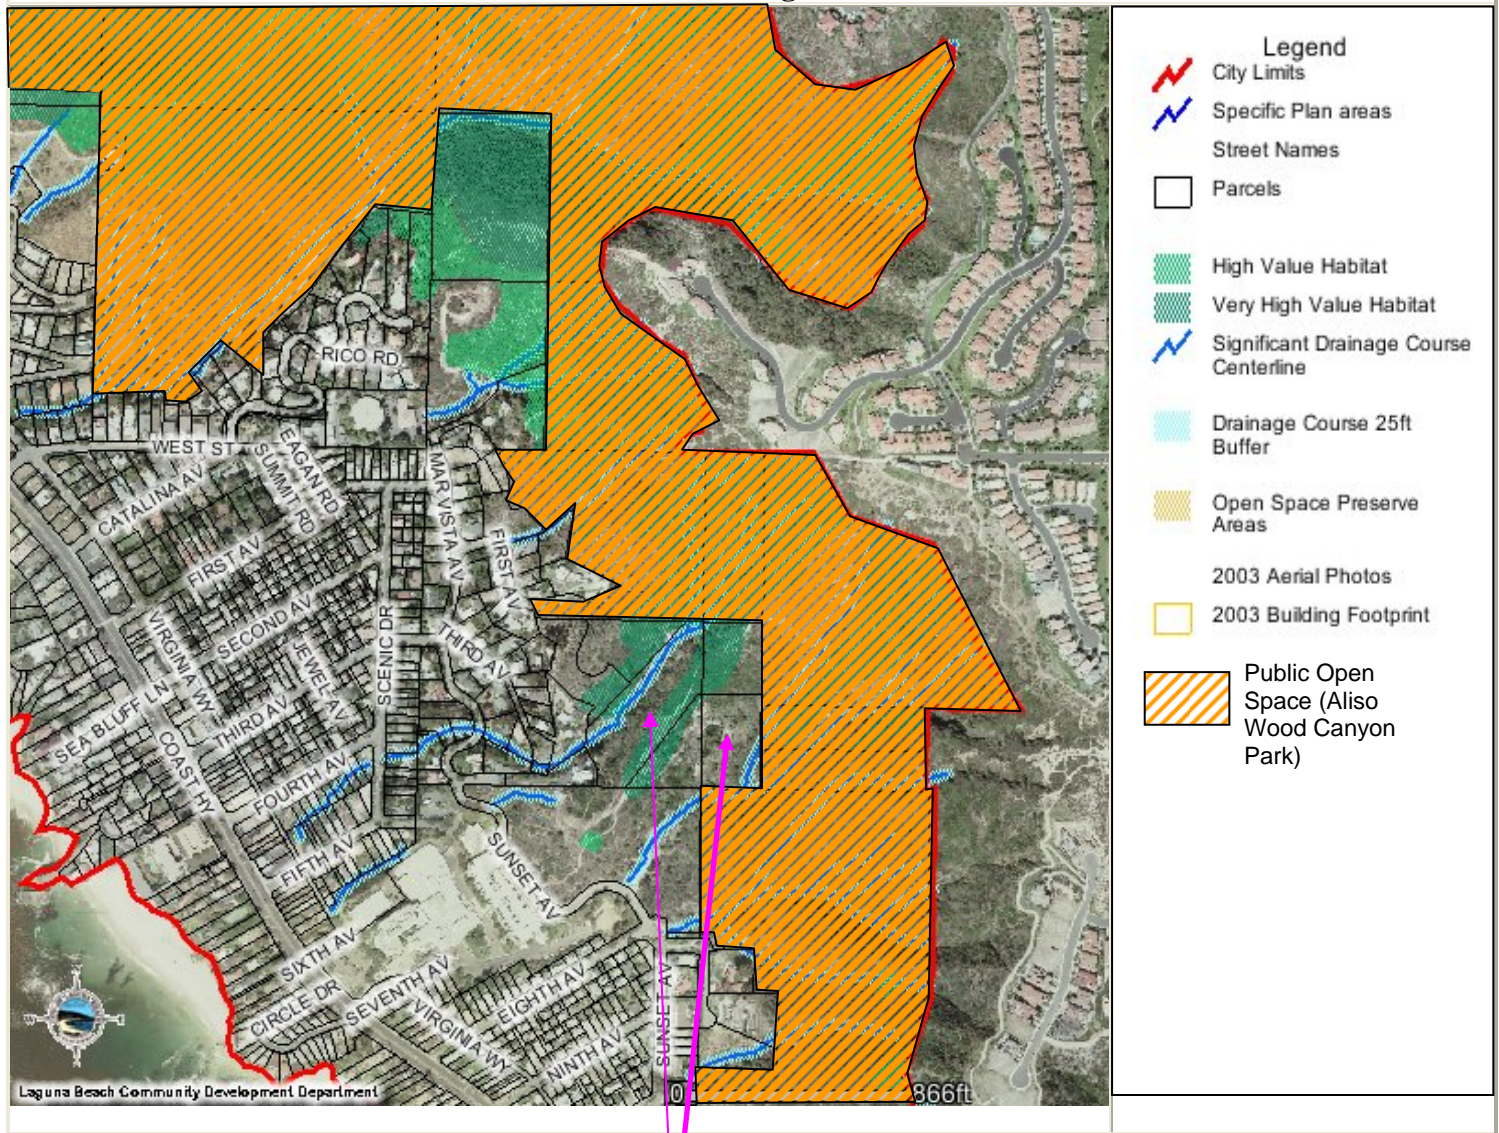 Legend
City Limits
Specific Plan areas
Street Names
Parcels
High Value Habitat
Very High Value Habitat
Significant Drainage Course
Centerline
Drainage Course 25ft
Buffer
Open Space Preserve
Areas
2003 Aerial Photos
2003 Building Footprint
Public Open
Space (Aliso
Wood Canyon
Park)
RICO RD.
WEST ST
EAGAN RD
SUMMIT RD
CATALINA AV
MAR VISTA AV
FIRST AV
FIRST AV
SECOND AV
VIRGINIA WY
JEWEL AV
SCENIC DR
THIRD AV
THIRD AV
SEA BLUFF LN
COAST HY
FOURTH AV
FIFTH AV
SUNSET AV
SIXTH AV
CIRCLE DR
SEVENTH AV
VIRGINIA WY
EIGHTH AV
NINTH AV
SUNSET AV
W
E
Laguna Beach Community Development Department
0
866ft